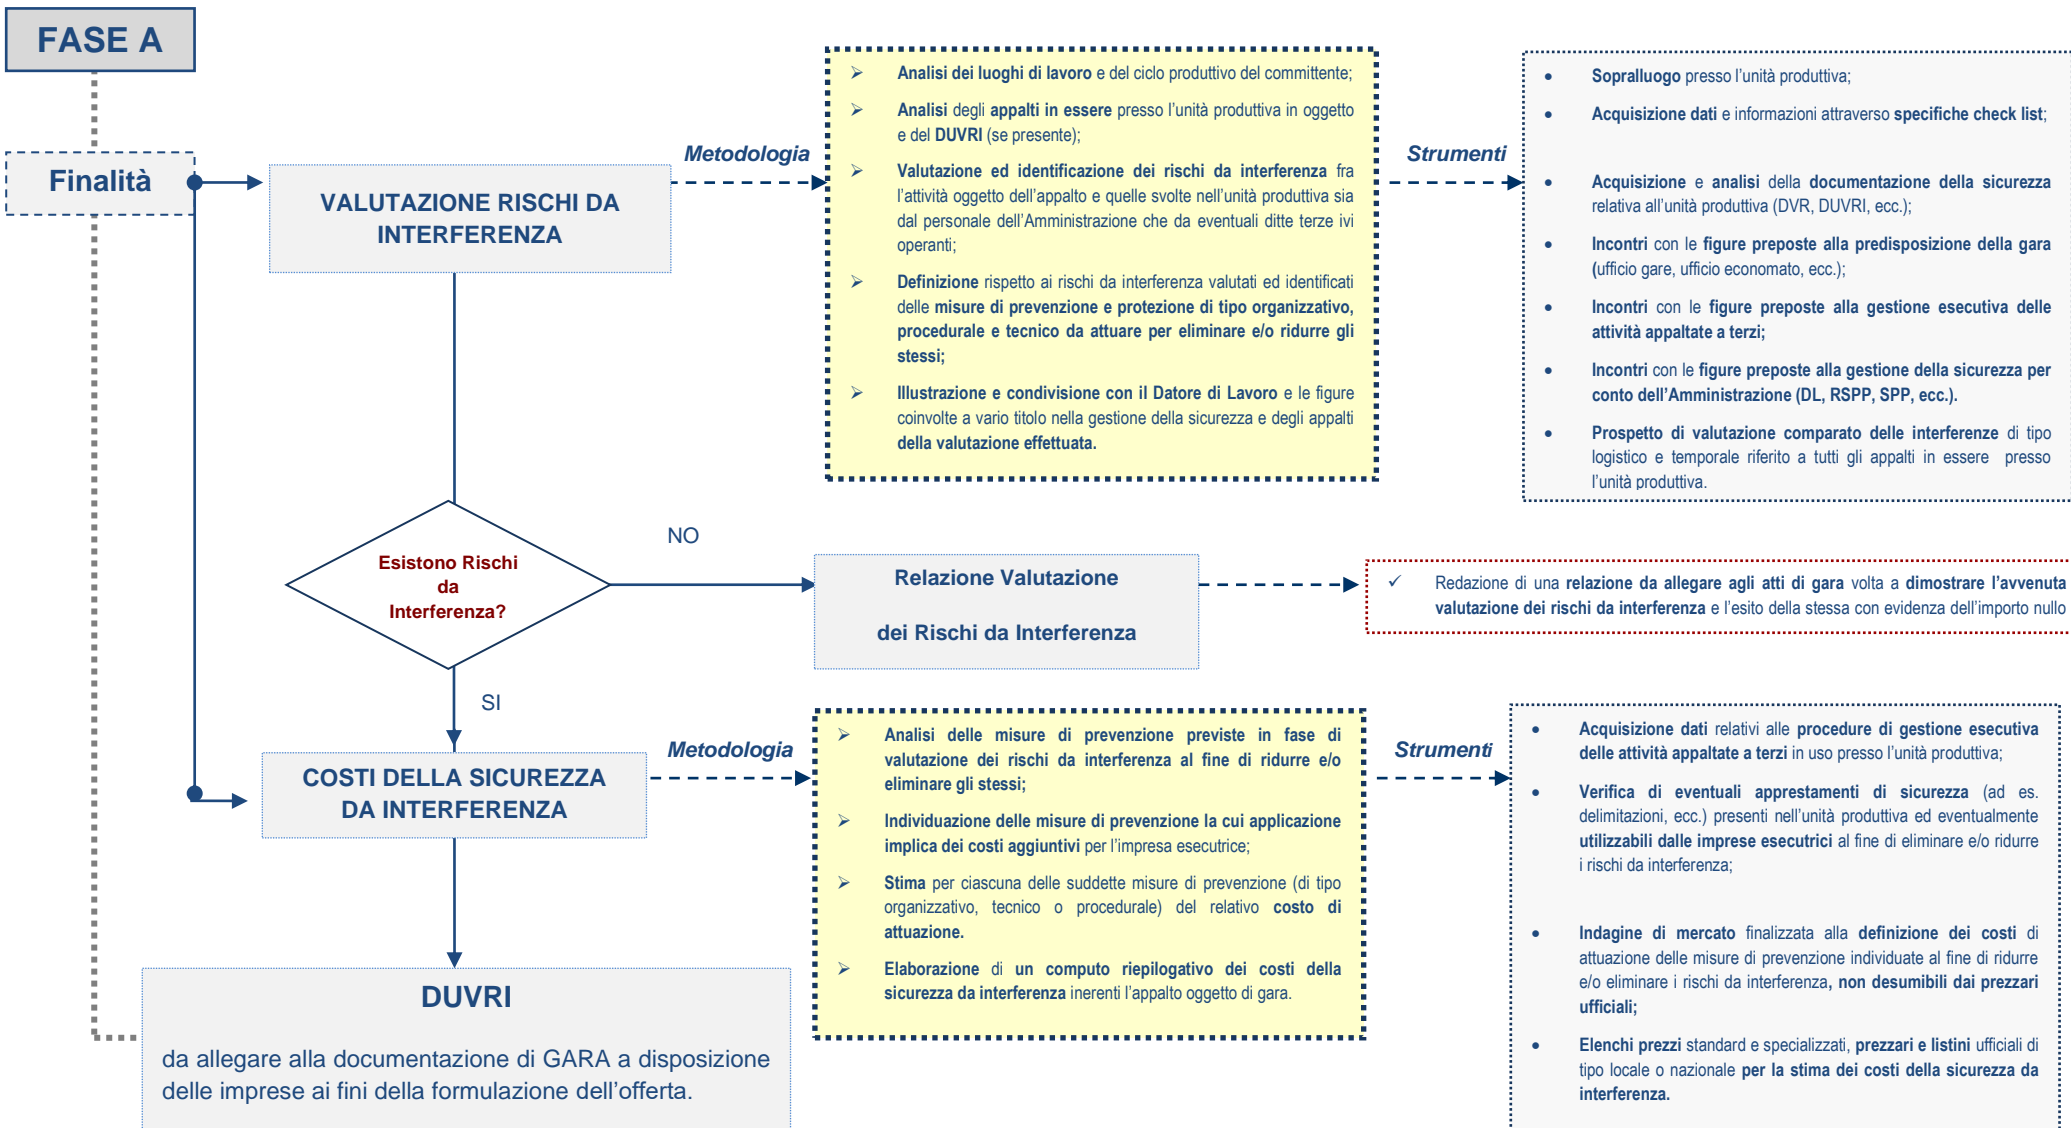 FASE A
Finalità
VALUTAZIONE RISCHI DA
INTERFERENZA
Metodologia
➢ Analisi dei luoghi di lavoro e del ciclo produttivo del committente;
➢ Analisi degli appalti in essere presso l’unità produttiva in oggetto
e del DUVRI (se presente);
➢ Valutazione ed identificazione dei rischi da interferenza fra
l’attività oggetto dell’appalto e quelle svolte nell’unità produttiva sia
dal personale dell’Amministrazione che da eventuali ditte terze ivi
operanti;
➢ Definizione rispetto ai rischi da interferenza valutati ed identificati
delle misure di prevenzione e protezione di tipo organizzativo,
procedurale e tecnico da attuare per eliminare e/o ridurre gli
stessi;
➢ Illustrazione e condivisione con il Datore di Lavoro e le figure
coinvolte a vario titolo nella gestione della sicurezza e degli appalti
della valutazione effettuata.
Strumenti
• Sopralluogo presso l’unità produttiva;
• Acquisizione dati e informazioni attraverso specifiche check list;
• Acquisizione e analisi della documentazione della sicurezza
relativa all’unità produttiva (DVR, DUVRI, ecc.);
• Incontri con le figure preposte alla predisposizione della gara
(ufficio gare, ufficio economato, ecc.);
• Incontri con le figure preposte alla gestione esecutiva delle
attività appaltate a terzi;
• Incontri con le figure preposte alla gestione della sicurezza per
conto dell’Amministrazione (DL, RSPP, SPP, ecc.).
• Prospetto di valutazione comparato delle interferenze di tipo
logistico e temporale riferito a tutti gli appalti in essere presso
l’unità produttiva.
Esistono Rischi
da
Interferenza?
NO
Relazione Valutazione
dei Rischi da Interferenza
✓ Redazione di una relazione da allegare agli atti di gara volta a dimostrare l’avvenuta
valutazione dei rischi da interferenza e l’esito della stessa con evidenza dell’importo nullo
SI
COSTI DELLA SICUREZZA
DA INTERFERENZA
Metodologia
➢ Analisi delle misure di prevenzione previste in fase di
valutazione dei rischi da interferenza al fine di ridurre e/o
eliminare gli stessi;
➢ Individuazione delle misure di prevenzione la cui applicazione
implica dei costi aggiuntivi per l’impresa esecutrice;
➢ Stima per ciascuna delle suddette misure di prevenzione (di tipo
organizzativo, tecnico o procedurale) del relativo costo di
attuazione.
➢ Elaborazione di un computo riepilogativo dei costi della
sicurezza da interferenza inerenti l’appalto oggetto di gara.
Strumenti
• Acquisizione dati relativi alle procedure di gestione esecutiva
delle attività appaltate a terzi in uso presso l’unità produttiva;
• Verifica di eventuali apprestamenti di sicurezza (ad es.
delimitazioni, ecc.) presenti nell’unità produttiva ed eventualmente
utilizzabili dalle imprese esecutrici al fine di eliminare e/o ridurre
i rischi da interferenza;
• Indagine di mercato finalizzata alla definizione dei costi di
attuazione delle misure di prevenzione individuate al fine di ridurre
e/o eliminare i rischi da interferenza, non desumibili dai prezzari
ufficiali;
• Elenchi prezzi standard e specializzati, prezzari e listini ufficiali di
tipo locale o nazionale per la stima dei costi della sicurezza da
interferenza.
DUVRI
da allegare alla documentazione di GARA a disposizione
delle imprese ai fini della formulazione dell’offerta.